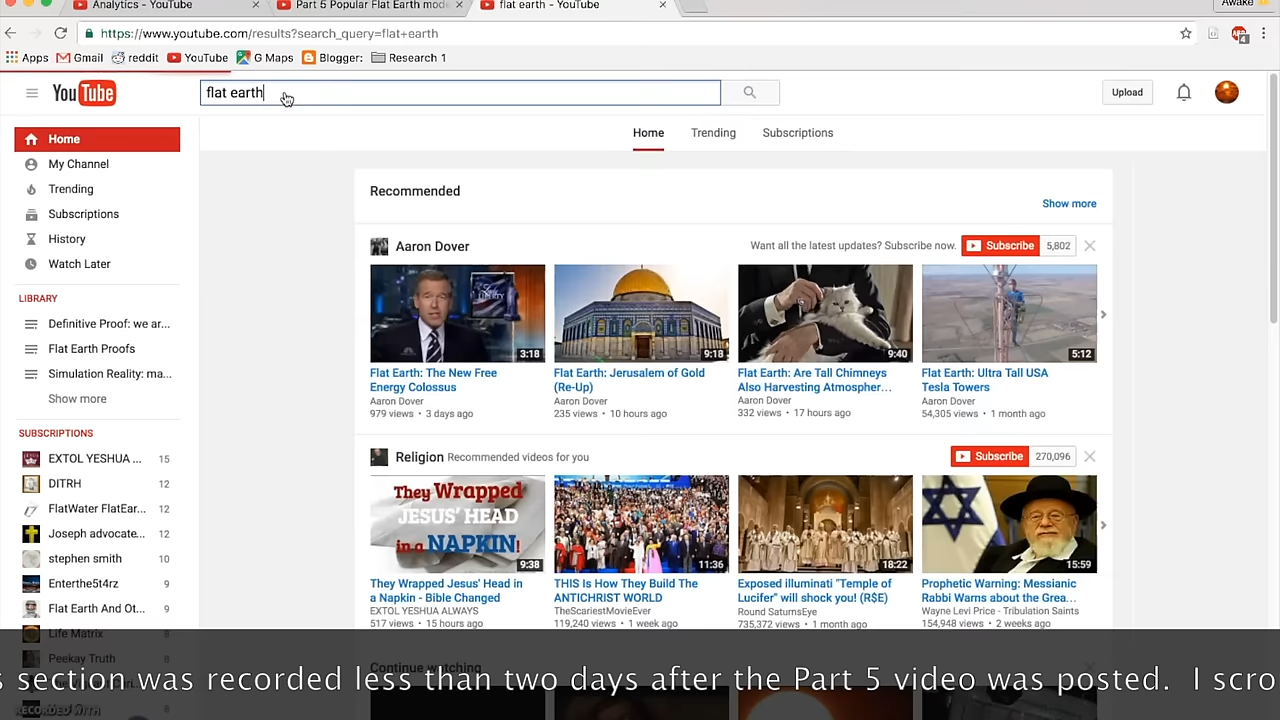 Analytics - YouTube
Part 5 Popular Flat Earth mode
flat earth - YouTube
Awake
https://www.youtube.com/results?search_query=flat+earth
Apps
Gmail
reddit
YouTube
G Maps
Blogger:
Research 1
YouTube
flat earth
Upload
Home
Trending
Subscriptions
Home
My Channel
Trending
Subscriptions
History
Watch Later
LIBRARY
Definitive Proof: we ar...
Flat Earth Proofs
Simulation Reality: ma...
Show more
SUBSCRIPTIONS
EXTOL YESHUA ... 15
DITRH 12
FlatWater FlatEar... 12
Joseph advocate... 12
stephen smith 10
Enterthe5t4rz 9
Flat Earth And Ot... 9
Life Matrix 8
Peekay Truth 8
Recommended
Show more
Aaron Dover
Want all the latest updates? Subscribe now.
Subscribe 5,802
3:18
Flat Earth: The New Free
Energy Colossus
Aaron Dover
979 views • 3 days ago
9:18
Flat Earth: Jerusalem of Gold
(Re-Up)
Aaron Dover
235 views • 10 hours ago
9:40
Flat Earth: Are Tall Chimneys
Also Harvesting Atmospher...
Aaron Dover
332 views • 17 hours ago
5:12
Flat Earth: Ultra Tall USA
Tesla Towers
Aaron Dover
54,305 views • 1 month ago
Religion Recommended videos for you
Subscribe 270,096
They Wrapped
JESUS' HEAD
in a NAPKIN!
9:38
They Wrapped Jesus' Head in
a Napkin - Bible Changed
EXTOL YESHUA ALWAYS
517 views • 15 hours ago
11:36
THIS Is How They Build The
ANTICHRIST WORLD
TheScariestMovieEver
119,240 views • 1 week ago
18:22
Exposed illuminati "Temple of
Lucifer" will shock you! (R$E)
Round SaturnsEye
735,372 views • 1 month ago
15:59
Prophetic Warning: Messianic
Rabbi Warns about the Grea...
Wayne Levi Price - Tribulation Saints
154,948 views • 2 weeks ago
Continue watching
s section was recorded less than two days after the Part 5 video was posted. I scro
RECORDED WITH